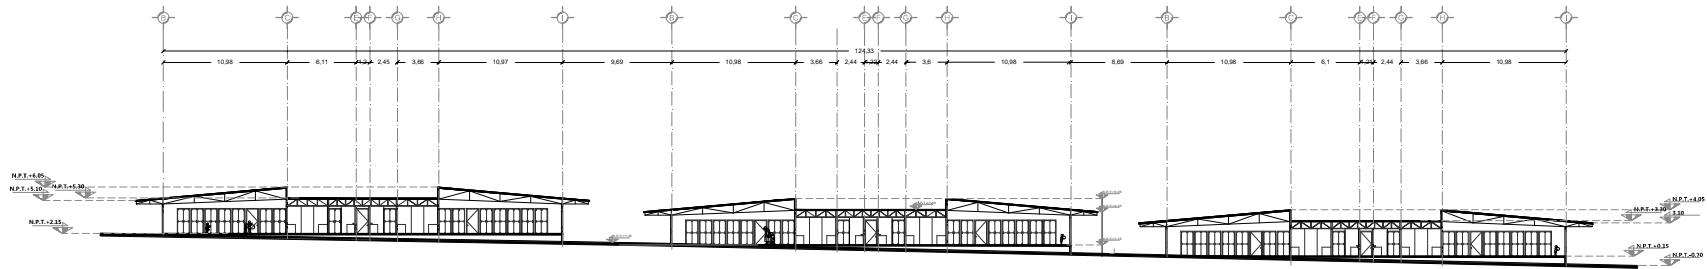 B C E F G H I B C E F G H I B C E F G H I
124,33
10,98 6,11 2,45 3,66 10,97 9,69 10,98 3,66 2,44 2,44 3,6 10,98 8,69 10,98 6,1 2,44 3,66 10,98
N.P.T.+6.05
N.P.T.+5.10 N.P.T.+5.30
N.P.T.+2.15
N.P.T.+4.05
N.P.T.+3.30
3.10
N.P.T.+0.15